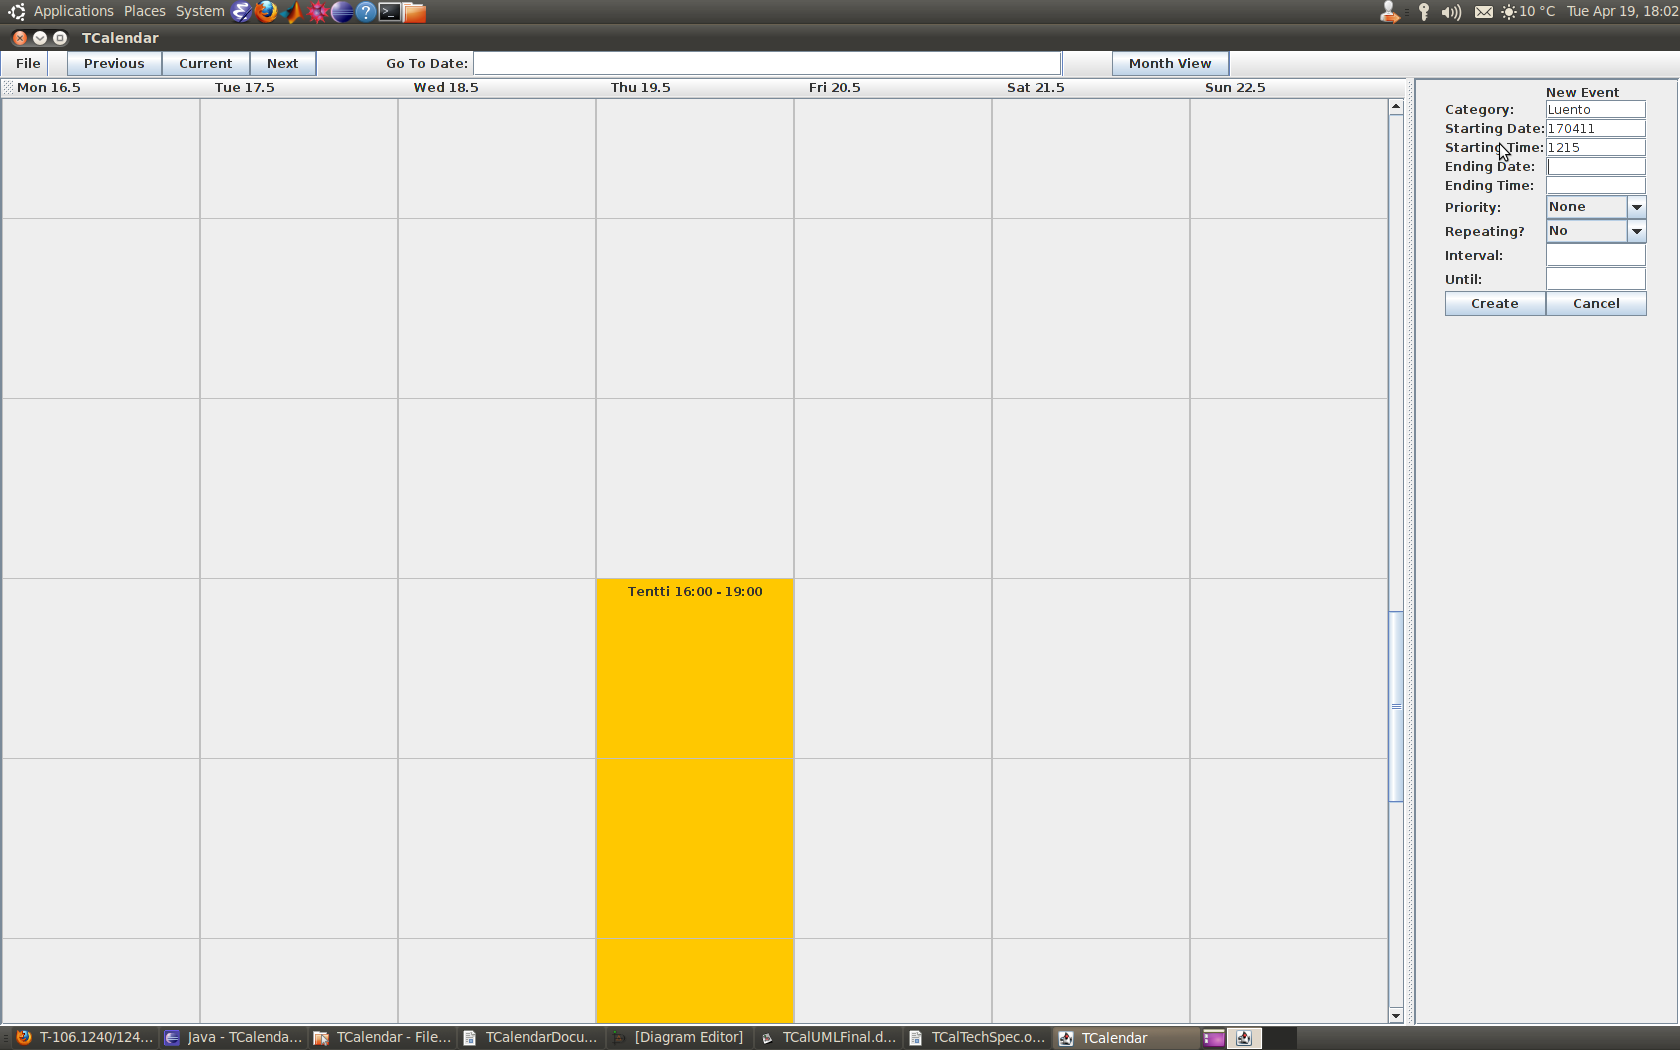 Applications Places System 10 °C Tue Apr 19, 18:02
TCalendar
File Previous Current Next Go To Date: Month View
Mon 16.5 Tue 17.5 Wed 18.5 Thu 19.5 Fri 20.5 Sat 21.5 Sun 22.5
New Event
Category: Luento
Starting Date: 170411
Starting Time: 1215
Ending Date:
Ending Time:
Priority: None
Repeating? No
Interval:
Until:
Create Cancel
Tentti 16:00 - 19:00
T-106.1240/124... Java - TCalenda... TCalendar - File... TCalendarDocu... [Diagram Editor] TCalUMLFinal.d... TCalTechSpec.o... TCalendar